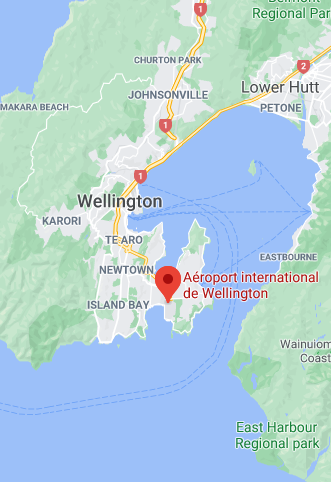 Belmont
Regional Par
1
CHURTON PARK
2
JOHNSONVILLE
Lower Hutt
MAKARA BEACH
PETONE
1
1
Wellington
KARORI
TE ARO
EASTBOURNE
NEWTOWN
Aéroport international
de Wellington
ISLAND BAY
Wainuiom
Coast
East Harbour
Regional park